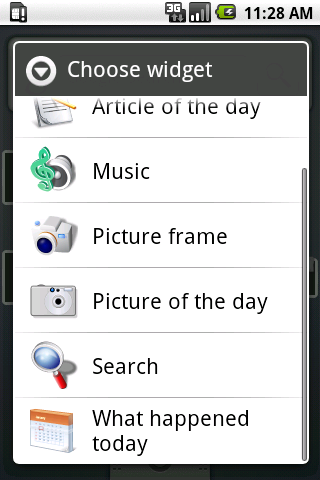 3G
11:28 AM
Choose widget
Article of the day
Music
Picture frame
Picture of the day
Search
What happened
today